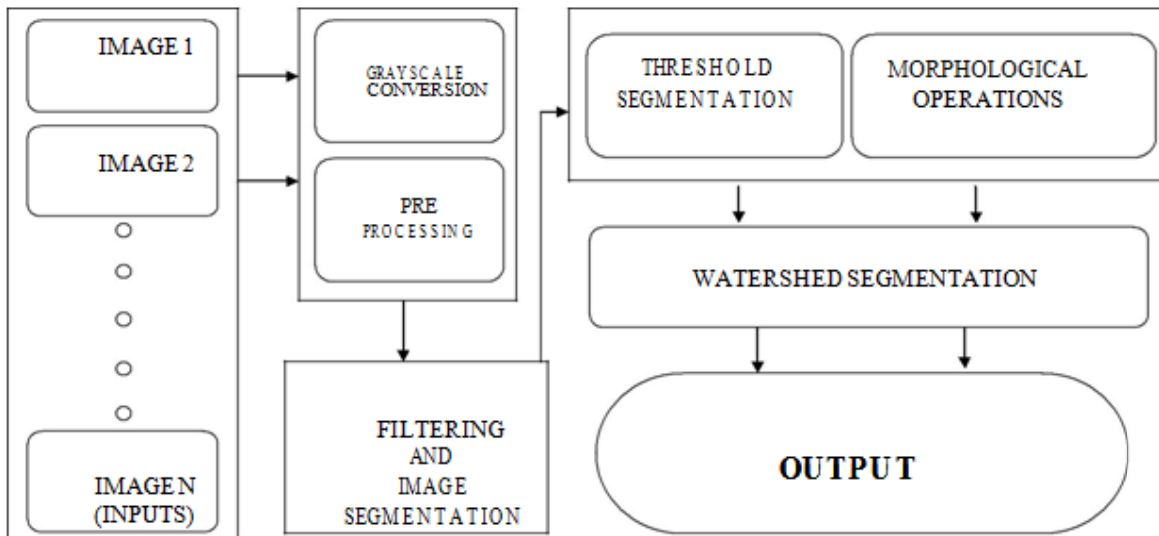 IMAGE 1
IMAGE 2
IMAGE N
(INPUTS)
GRAYSCALE
CONVERSION
PRE
PROCESSING
FILTERING
AND
IMAGE
SEGMENTATION
THRESHOLD
SEGMENTATION
MORPHOLOGICAL
OPERATIONS
WATERSHED SEGMENTATION
OUTPUT